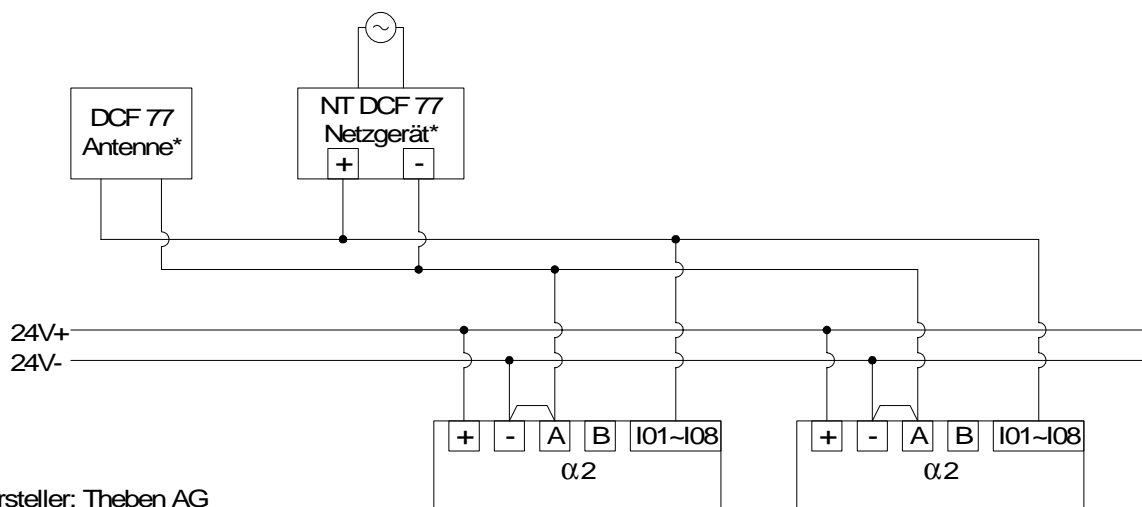 DCF 77
Antenne*
NT DCF 77
Netzgerät*
+ -
24V+
24V-
+ - A B I01~I08
α2
+ - A B I01~I08
α2
rsteller: Theben AG